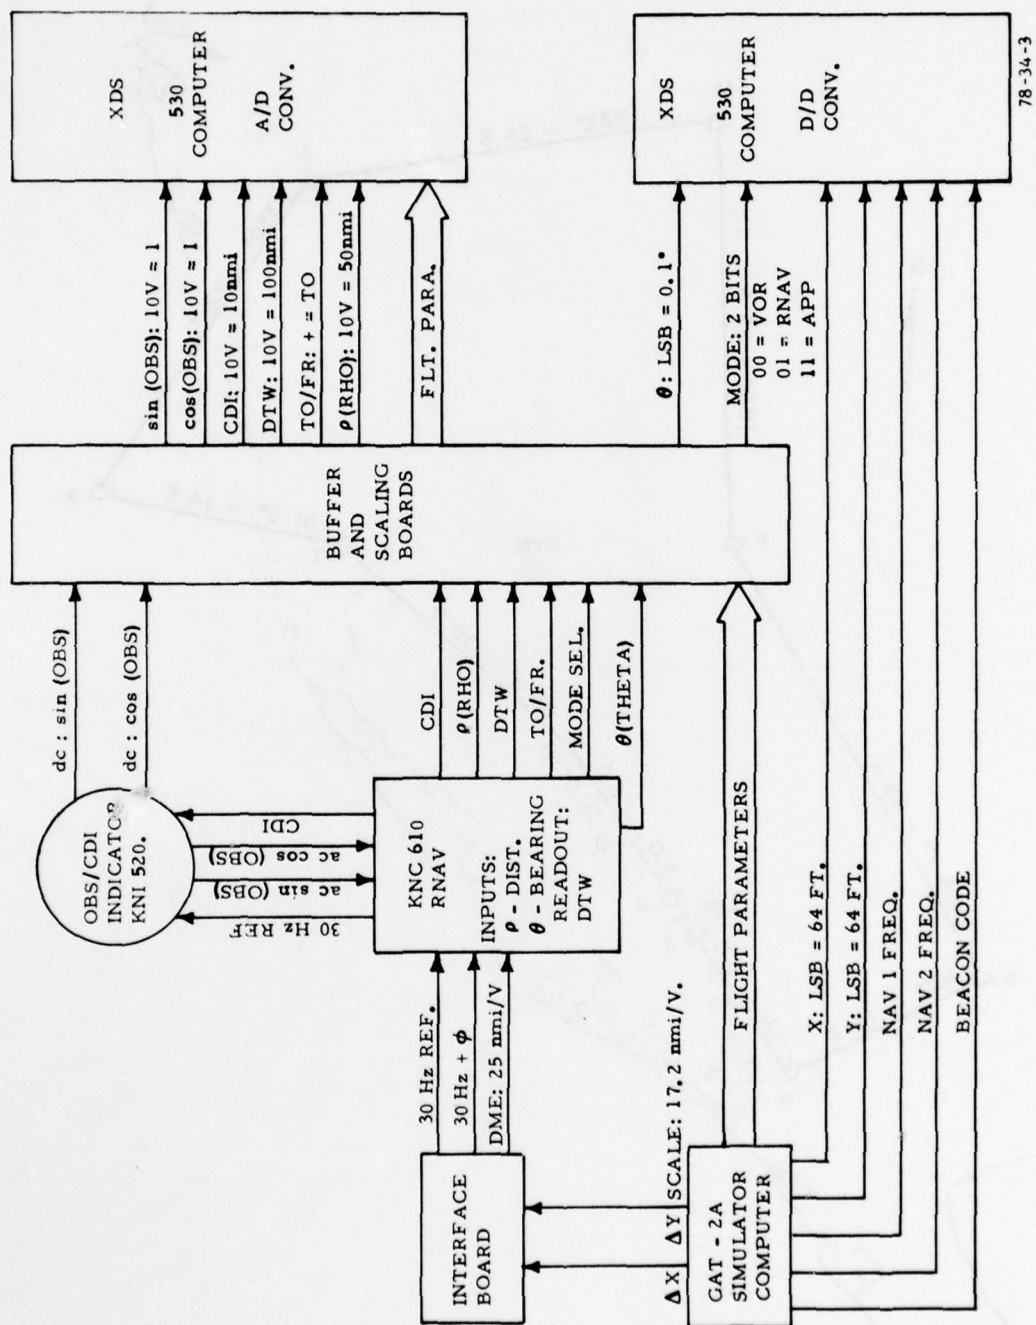 XDS
530
COMPUTER
A/D
CONV.
XDS
530
COMPUTER
D/D
CONV.
78-34-3
sin (OBS): 10V = 1
cos(OBS): 10V = 1
CDI: 10V = 10nmi
DTW: 10V = 100nmi
TO/FR: + = TO
ρ(RHO): 10V = 50nmi
FLT. PARA.
θ: LSB = 0.1°
MODE: 2 BITS
00 = VOR
01 = RNAV
11 = APP
BUFFER
AND
SCALING
BOARDS
dc : sin (OBS)
dc : cos (OBS)
CDI
ρ(RHO)
DTW
TO/FR.
MODE SEL.
θ(THETA)
OBS/CDI
INDICATOR
KNI 520.
30 Hz REF
ac sin (OBS)
ac cos (OBS)
CDI
KNC 610
RNAV
INPUTS:
ρ - DIST.
θ - BEARING
READOUT:
DTW
FLIGHT PARAMETERS
X: LSB = 64 FT.
Y: LSB = 64 FT.
NAV 1 FREQ.
NAV 2 FREQ.
BEACON CODE
30 Hz REF.
30 Hz + ϕ
DME: 25 nmi/V
INTERFACE
BOARD
ΔX
ΔY SCALE: 17.2 nmi/V.
GAT - 2A
SIMULATOR
COMPUTER